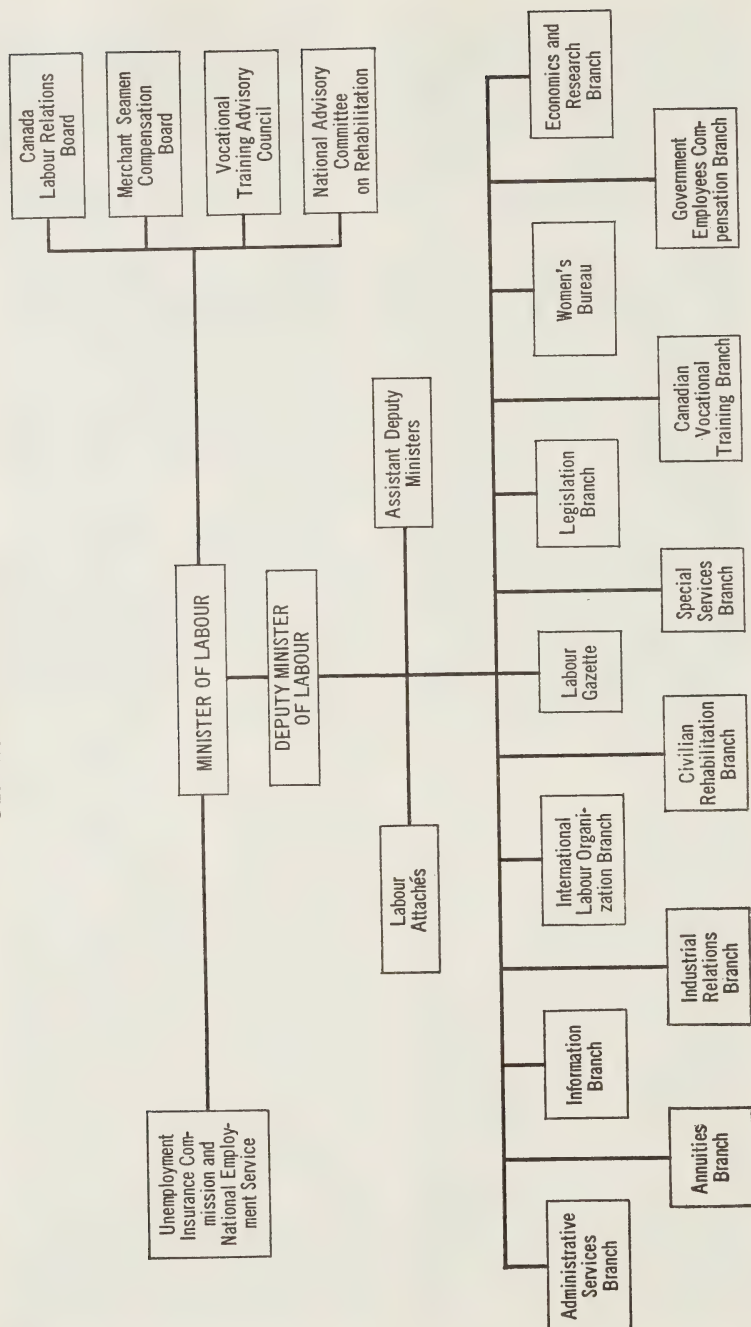 Canada
Labour Relations
Board
Merchant Seamen
Compensation
Board
Vocational
Training Advisory
Council
National Advisory
Committee
on Rehabilitation
Unemployment
Insurance Com-
mission and
National Employ-
ment Service
MINISTER OF LABOUR
DEPUTY MINISTER
OF LABOUR
Labour
Attachés
Assistant Deputy
Ministers
Administrative
Services
Branch
Annuities
Branch
Information
Branch
Industrial
Relations
Branch
International
Labour Organi-
zation Branch
Civilian
Rehabilitation
Branch
Labour
Gazette
Special
Services
Branch
Legislation
Branch
Canadian
Vocational
Training Branch
Women's
Bureau
Government
Employees Com-
pensation Branch
Economics and
Research
Branch